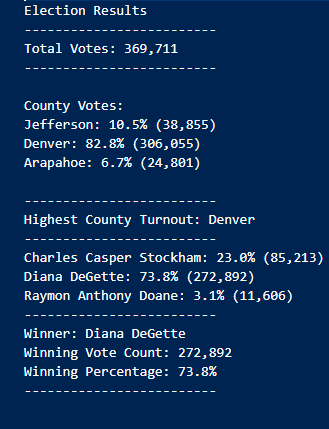 Election Results
-------------------------
Total Votes: 369,711
-------------------------
County Votes:
Jefferson: 10.5% (38,855)
Denver: 82.8% (306,055)
Arapahoe: 6.7% (24,801)
-------------------------
Highest County Turnout: Denver
-------------------------
Charles Casper Stockham: 23.0% (85,213)
Diana DeGette: 73.8% (272,892)
Raymon Anthony Doane: 3.1% (11,606)
-------------------------
Winner: Diana DeGette
Winning Vote Count: 272,892
Winning Percentage: 73.8%
-------------------------